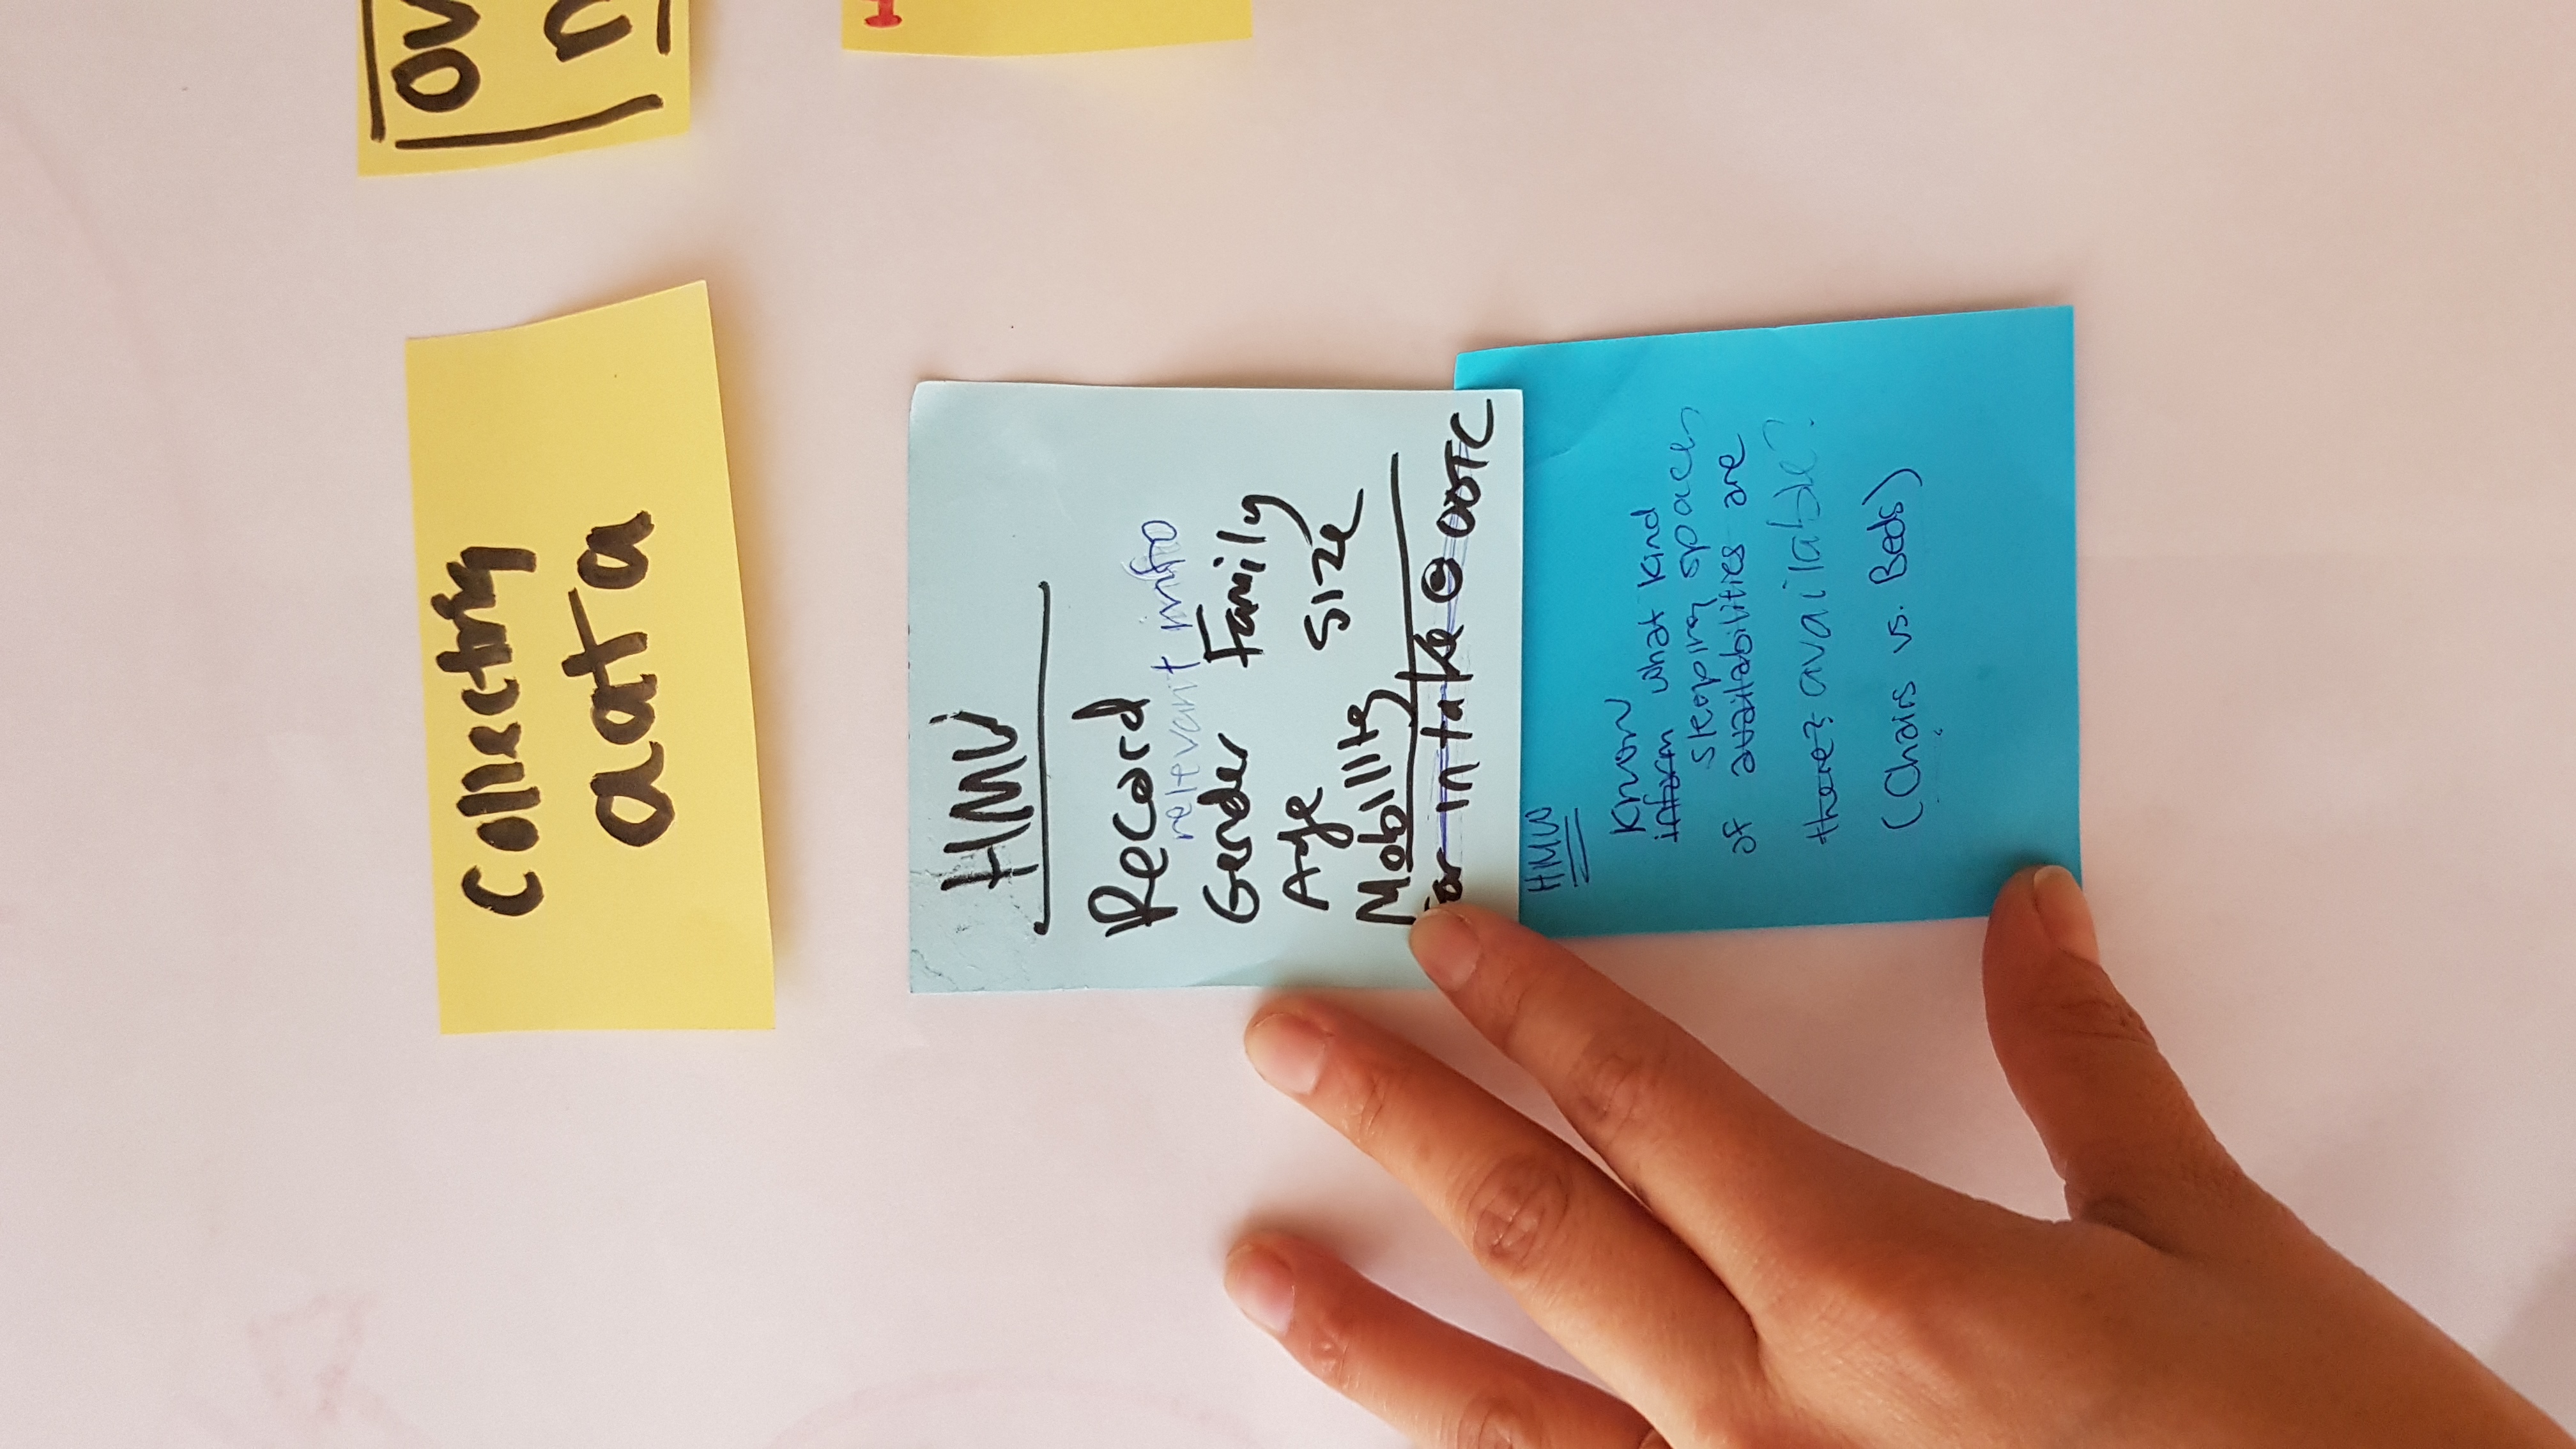 Collecting
data
HMW
Record
relevant info
Gender Family
Age Size
Mobility
For intake @ OOTC
HMW
Know
inform what kind
sleeping spaces
of availabilities are
there? available?
(Chairs vs. Beds)